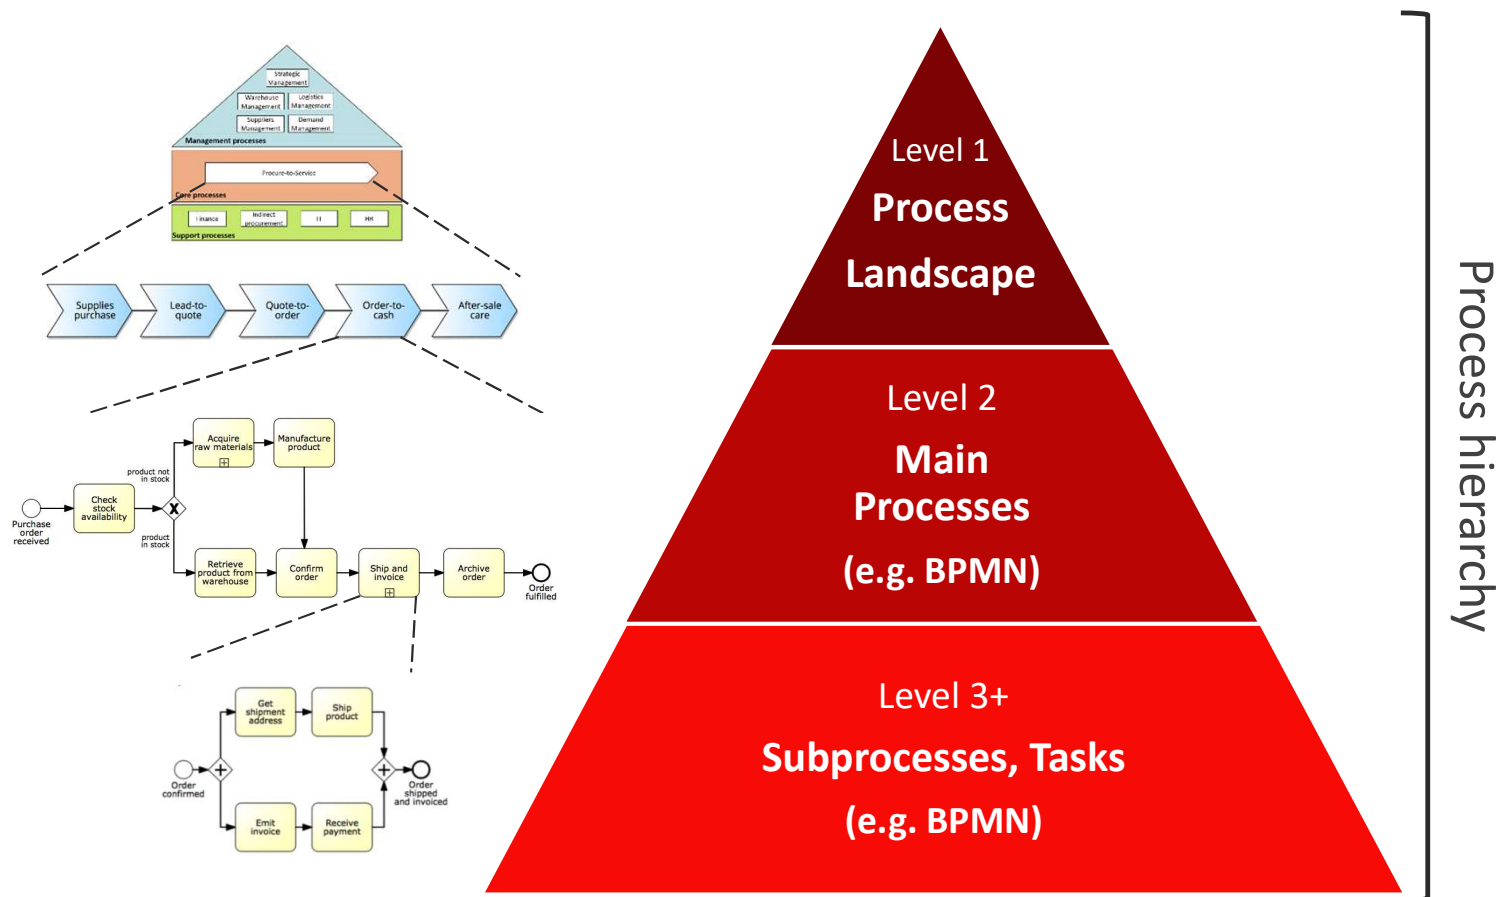 Strategic
Management
Warehouse
Management
Logistics
Management
Suppliers
Management
Demand
Management
Management processes
Procure-to-Service
Core processes
Finance
Indirect
procurement
IT
HR
Support processes
Supplies
purchase
Lead-to-
quote
Quote-to-
order
Order-to-
cash
After-sale
care
Acquire
raw materials
Manufacture
product
product not
in stock
Check
stock
availability
X
Purchase
order
received
product
in stock
Retrieve
product from
warehouse
Confirm
order
Ship and
invoice
Archive
order
Order
fulfilled
Get
shipment
address
Ship
product
Order
confirmed
Order
shipped
and invoiced
Emit
invoice
Receive
payment
Level 1
Process
Landscape
Level 2
Main
Processes
(e.g. BPMN)
Level 3+
Subprocesses, Tasks
(e.g. BPMN)
Process hierarchy